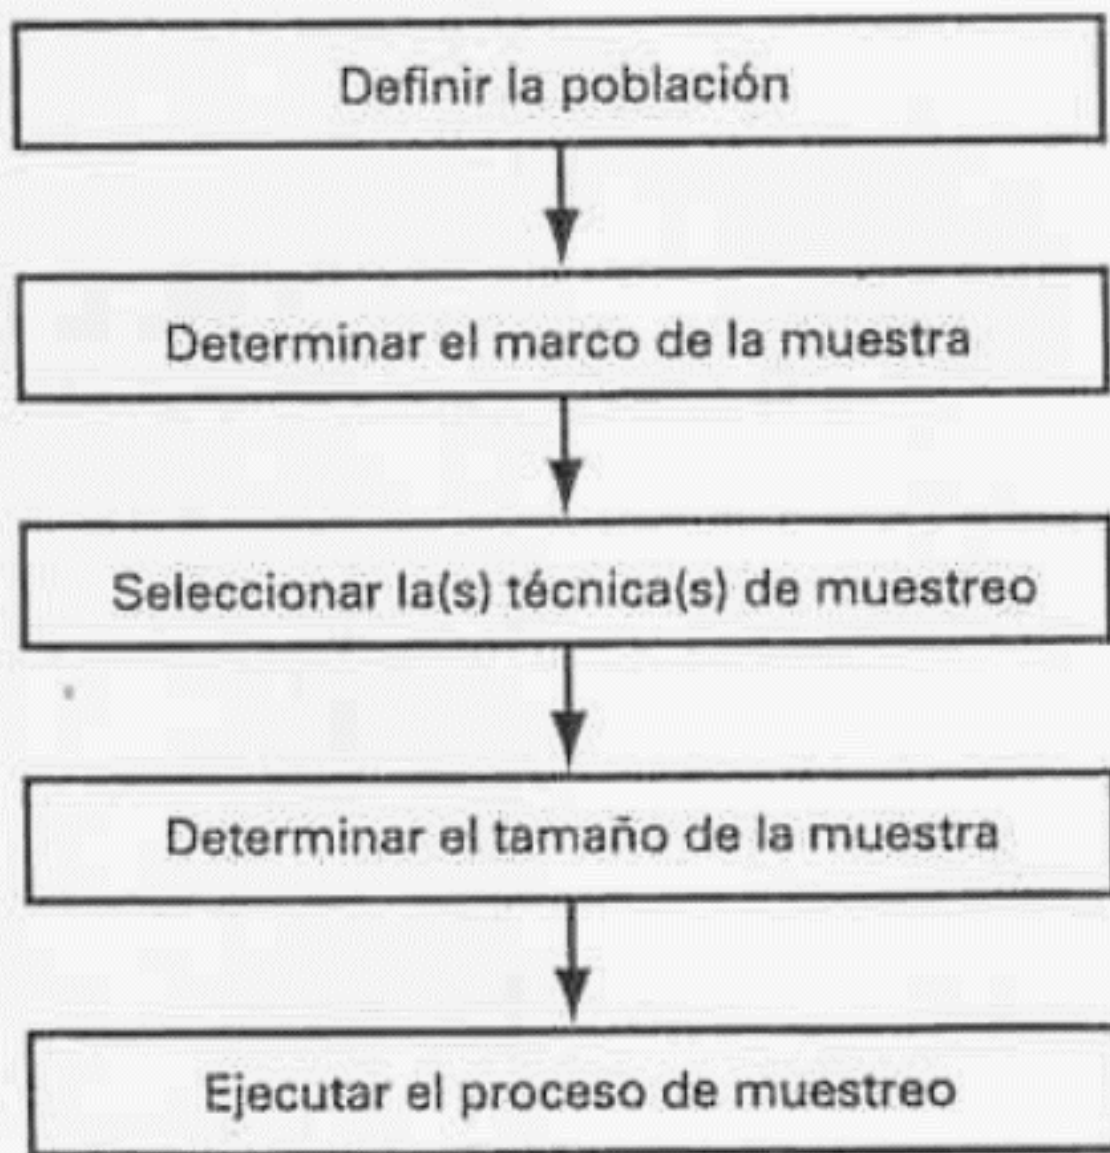 Definir la población
Determinar el marco de la muestra
Seleccionar la(s) técnica(s) de muestreo
Determinar el tamaño de la muestra
Ejecutar el proceso de muestreo